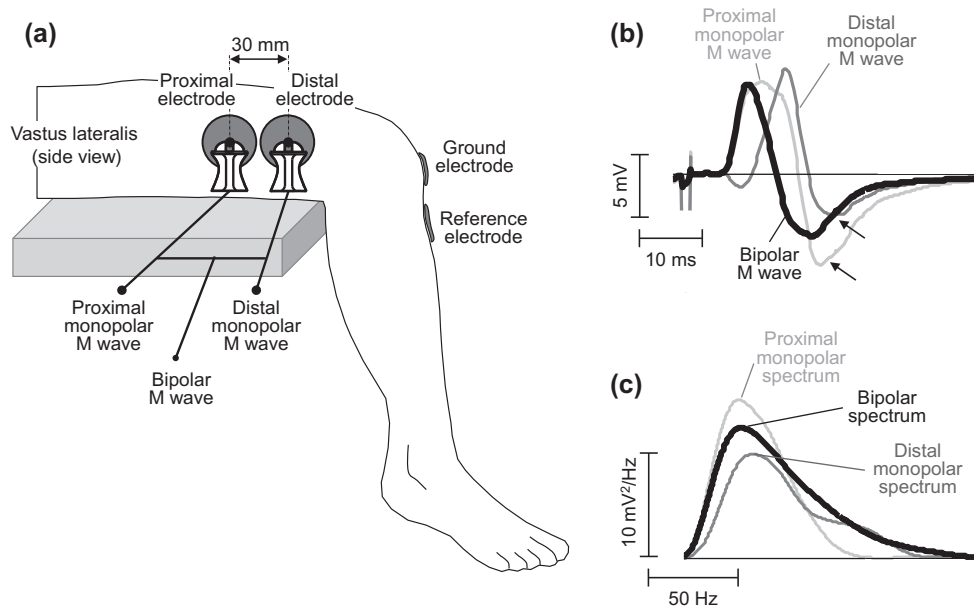 (a)
30 mm
Proximal
electrode
Distal
electrode
Vastus lateralis
(side view)
Ground
electrode
Reference
electrode
Proximal
monopolar
M wave
Distal
monopolar
M wave
Bipolar
M wave
(b)
Proximal
monopolar
M wave
Distal
monopolar
M wave
5 mV
10 ms
Bipolar
M wave
(c)
Proximal
monopolar
spectrum
Bipolar
spectrum
Distal
monopolar
spectrum
10 mV²/Hz
50 Hz